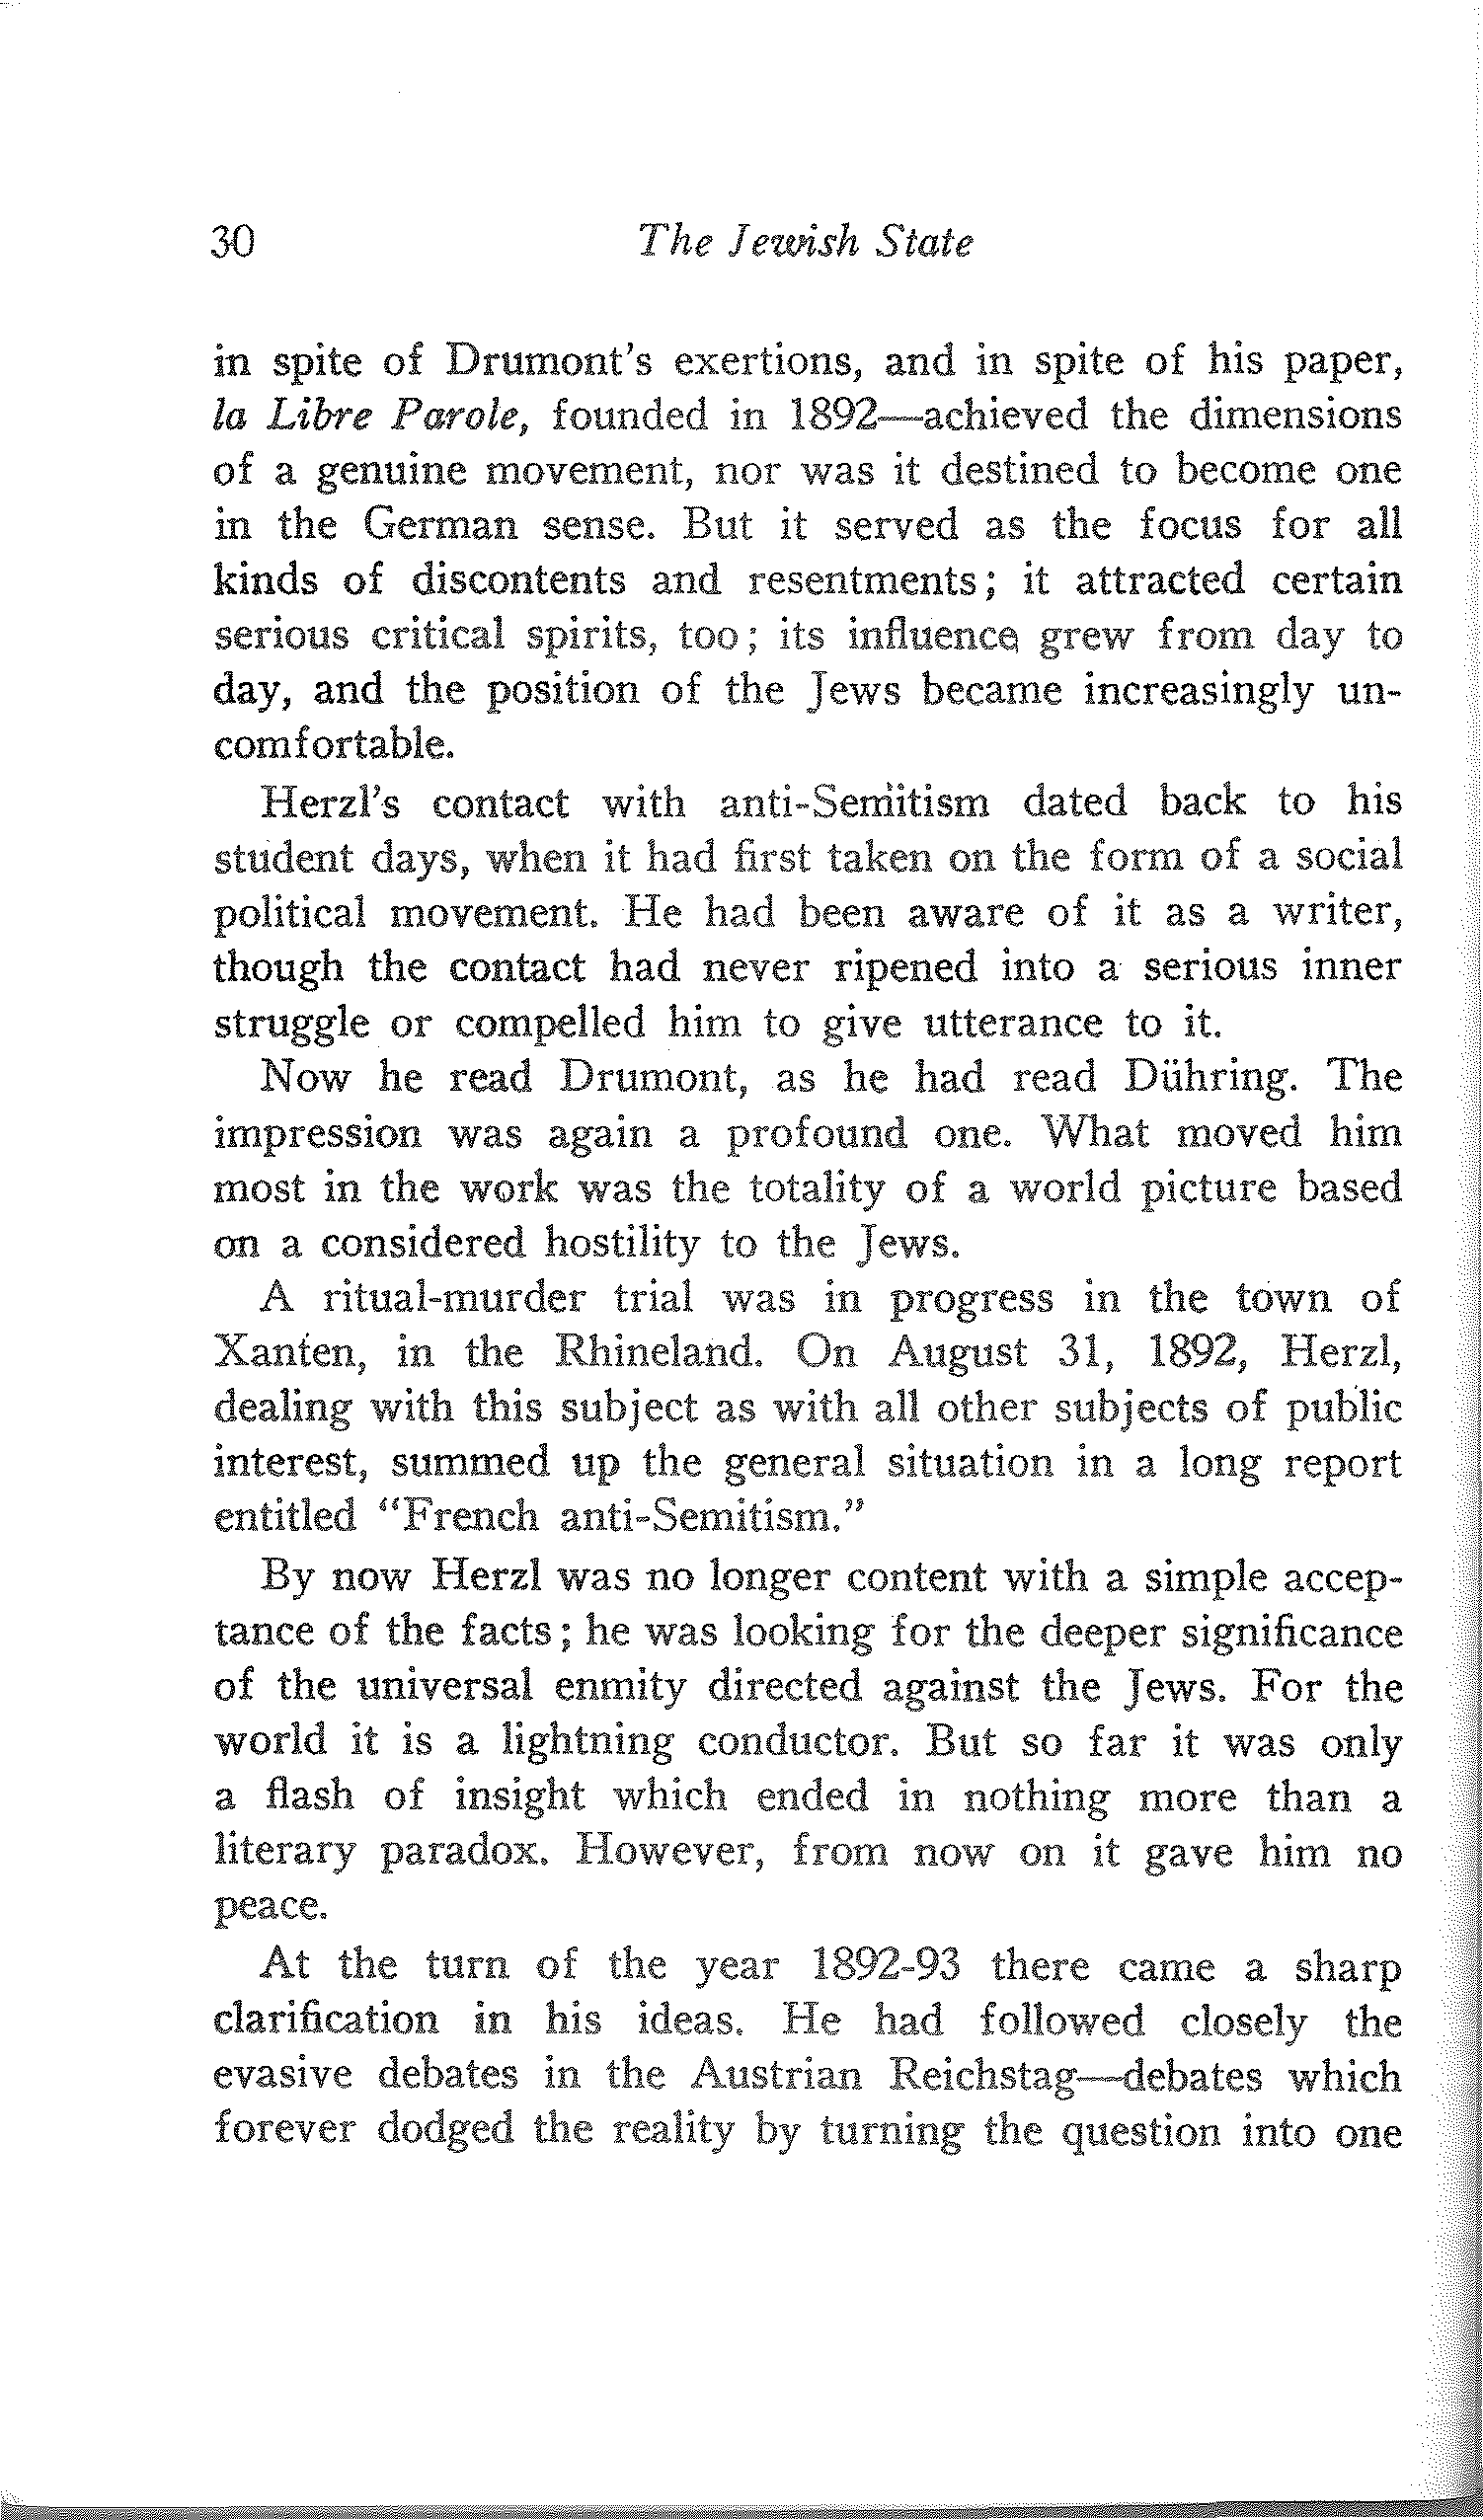 30 The Jewish State
in spite of Drumont's exertions, and in spite of his paper,
la Libre Parole, founded in 1892—achieved the dimensions
of a genuine movement, nor was it destined to become one
in the German sense. But it served as the focus for all
kinds of discontents and resentments; it attracted certain
serious critical spirits, too; its influence grew from day to
day, and the position of the Jews became increasingly un-
comfortable.
Herzl's contact with anti-Semitism dated back to his
student days, when it had first taken on the form of a social
political movement. He had been aware of it as a writer,
though the contact had never ripened into a serious inner
struggle or compelled him to give utterance to it.
Now he read Drumont, as he had read Dühring. The
impression was again a profound one. What moved him
most in the work was the totality of a world picture based
on a considered hostility to the Jews.
A ritual-murder trial was in progress in the town of
Xanten, in the Rhineland. On August 31, 1892, Herzl,
dealing with this subject as with all other subjects of public
interest, summed up the general situation in a long report
entitled "French anti-Semitism."
By now Herzl was no longer content with a simple accep-
tance of the facts; he was looking for the deeper significance
of the universal enmity directed against the Jews. For the
world it is a lightning conductor. But so far it was only
a flash of insight which ended in nothing more than a
literary paradox. However, from now on it gave him no
peace.
At the turn of the year 1892-93 there came a sharp
clarification in his ideas. He had followed closely the
evasive debates in the Austrian Reichstag—debates which
forever dodged the reality by turning the question into one